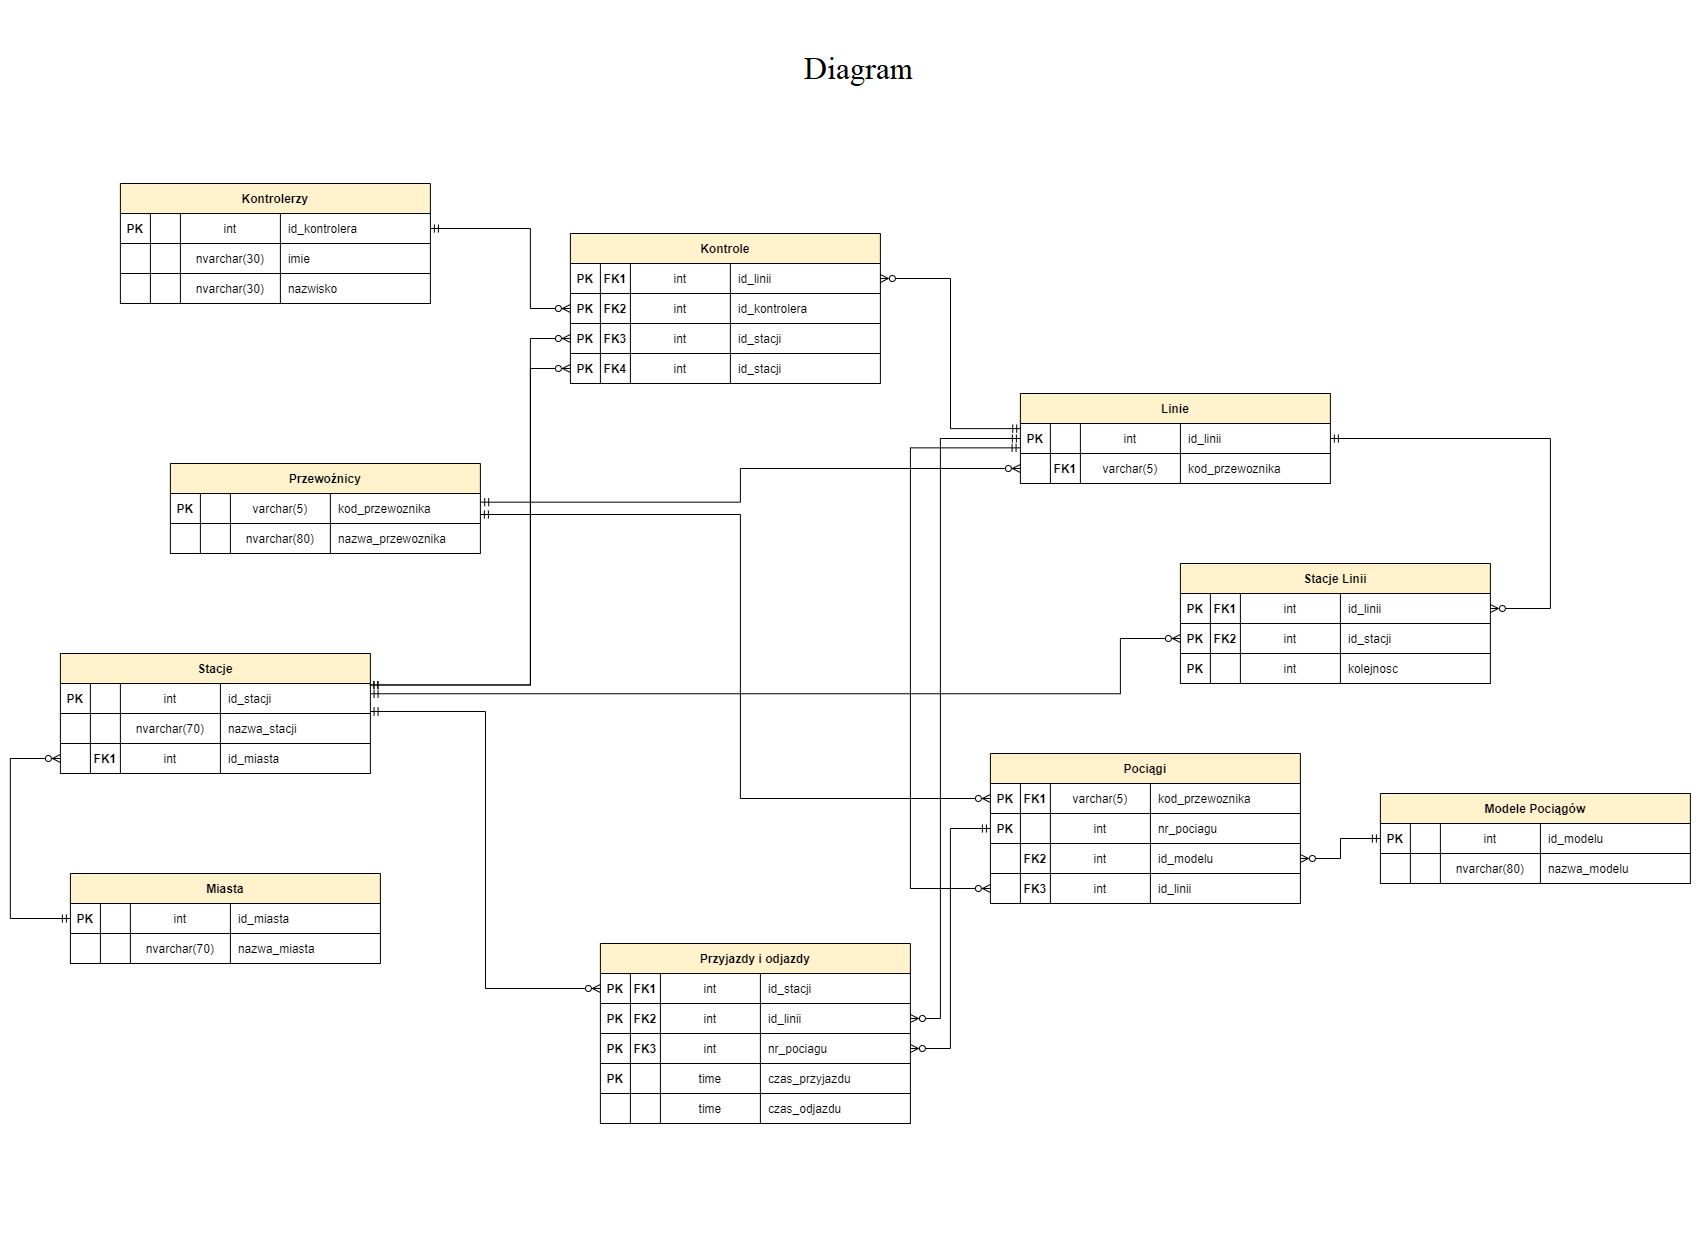 Diagram
Kontrolerzy
PK int id_kontrolera
nvarchar(30) imie
nvarchar(30) nazwisko
Kontrole
PK FK1 int id_linii
PK FK2 int id_kontrolera
PK FK3 int id_stacji
PK FK4 int id_stacji
Linie
PK int id_linii
FK1 varchar(5) kod_przewoznika
Przewoźnicy
PK varchar(5) kod_przewoznika
nvarchar(80) nazwa_przewoznika
Stacje Linii
PK FK1 int id_linii
PK FK2 int id_stacji
PK int kolejnosc
Stacje
PK int id_stacji
nvarchar(70) nazwa_stacji
FK1 int id_miasta
Pociągi
PK FK1 varchar(5) kod_przewoznika
PK int nr_pociagu
FK2 int id_modelu
FK3 int id_linii
Modele Pociągów
PK int id_modelu
nvarchar(80) nazwa_modelu
Miasta
PK int id_miasta
nvarchar(70) nazwa_miasta
Przyjazdy i odjazdy
PK FK1 int id_stacji
PK FK2 int id_linii
PK FK3 int nr_pociagu
PK time czas_przyjazdu
time czas_odjazdu